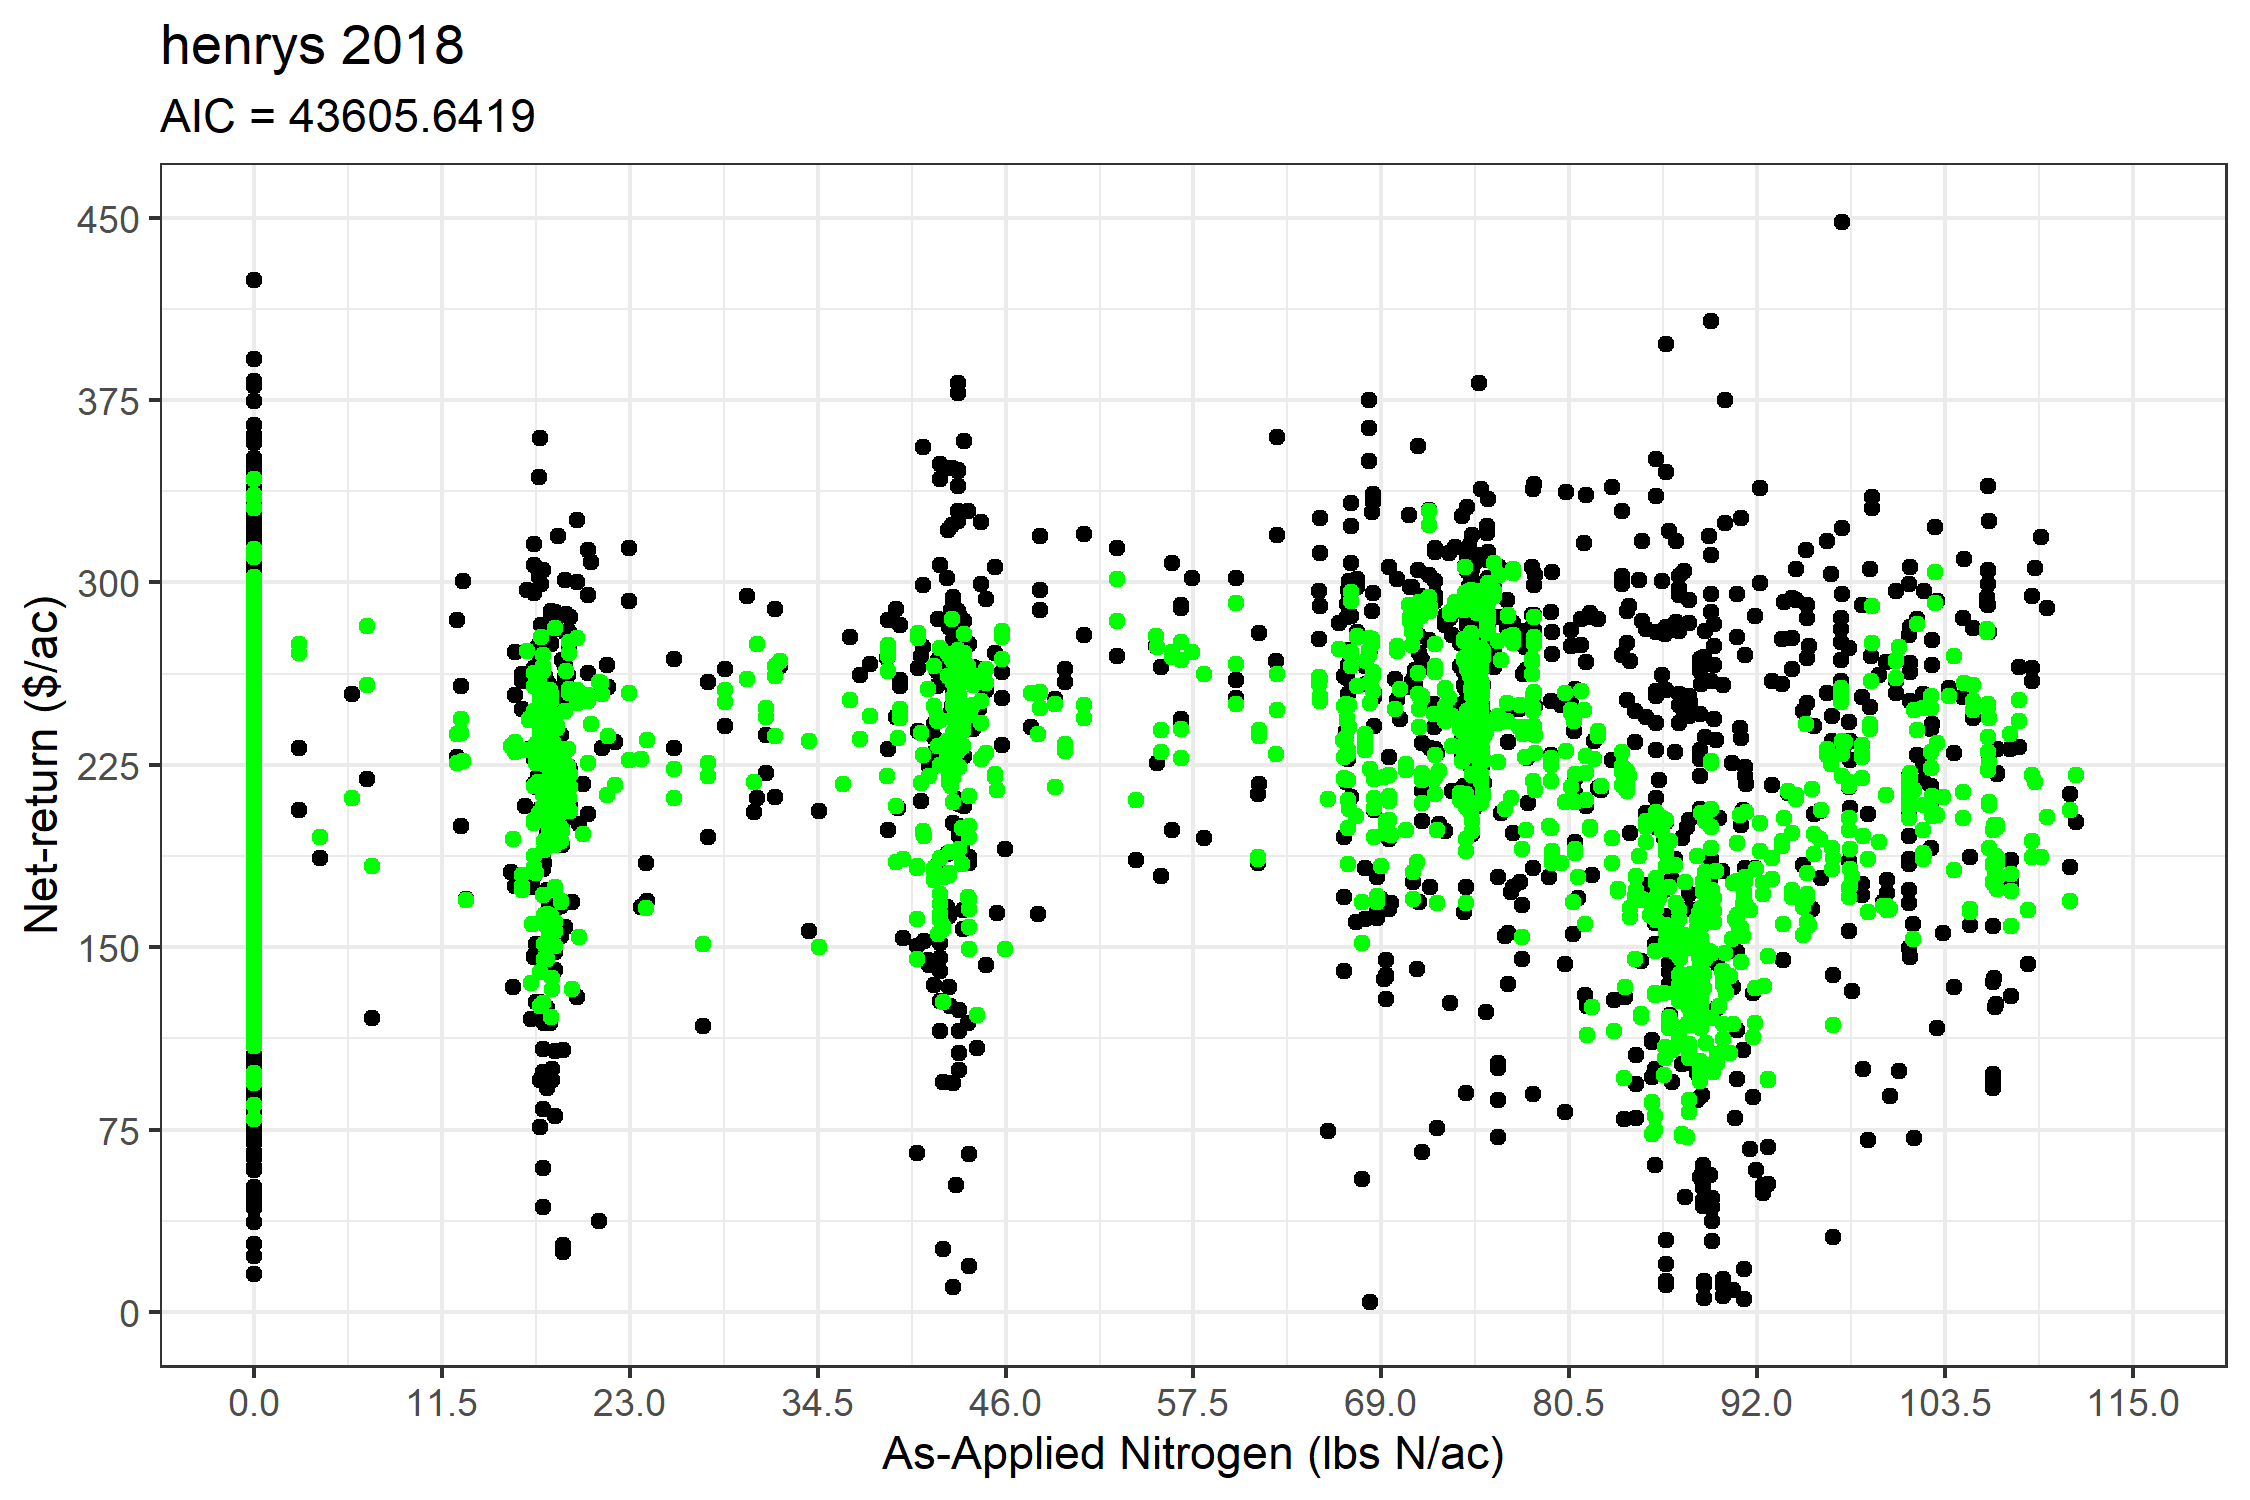 henrys 2018
AIC = 43605.6419
450
375
300
225
150
75
0
Net-return ($/ac)
0.0 11.5 23.0 34.5 46.0 57.5 69.0 80.5 92.0 103.5 115.0
As-Applied Nitrogen (lbs N/ac)